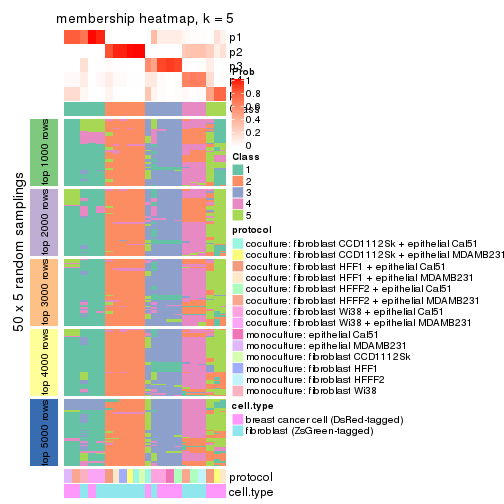 membership heatmap, k = 5
p1
p2
p3
Prob
1
0.8
0.6
0.4
0.2
0
Class
1
2
3
4
5
protocol
coculture: fibroblast CCD1112Sk + epithelial Cal51
coculture: fibroblast CCD1112Sk + epithelial MDAMB231
coculture: fibroblast HFF1 + epithelial Cal51
coculture: fibroblast HFF1 + epithelial MDAMB231
coculture: fibroblast HFFF2 + epithelial Cal51
coculture: fibroblast HFFF2 + epithelial MDAMB231
coculture: fibroblast Wi38 + epithelial Cal51
coculture: fibroblast Wi38 + epithelial MDAMB231
monoculture: epithelial Cal51
monoculture: epithelial MDAMB231
monoculture: fibroblast CCD1112Sk
monoculture: fibroblast HFF1
monoculture: fibroblast HFFF2
monoculture: fibroblast Wi38
cell.type
breast cancer cell (DsRed-tagged)
fibroblast (ZsGreen-tagged)
50 x 5 random samplings
top 1000 rows
top 2000 rows
top 3000 rows
top 4000 rows
top 5000 rows
protocol
cell.type